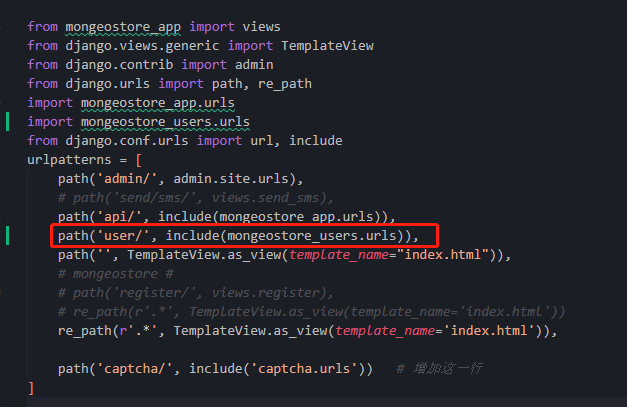 from mongeostore_app import views
from django.views.generic import TemplateView
from django.contrib import admin
from django.urls import path, re_path
import mongeostore_app.urls
import mongeostore_users.urls
from django.conf.urls import url, include
urlpatterns = [
    path('admin/', admin.site.urls),
    # path('send/sms/', views.send_sms),
    path('api/', include(mongeostore_app.urls)),
    path('user/', include(mongeostore_users.urls)),
    path('', TemplateView.as_view(template_name="index.html")),
    # mongeostore #
    # path('register/', views.register),
    # re_path(r'.*', TemplateView.as_view(template_name='index.html'))
    re_path(r'.*', TemplateView.as_view(template_name='index.html')),
    path('captcha/', include('captcha.urls'))   # 增加这一行
]